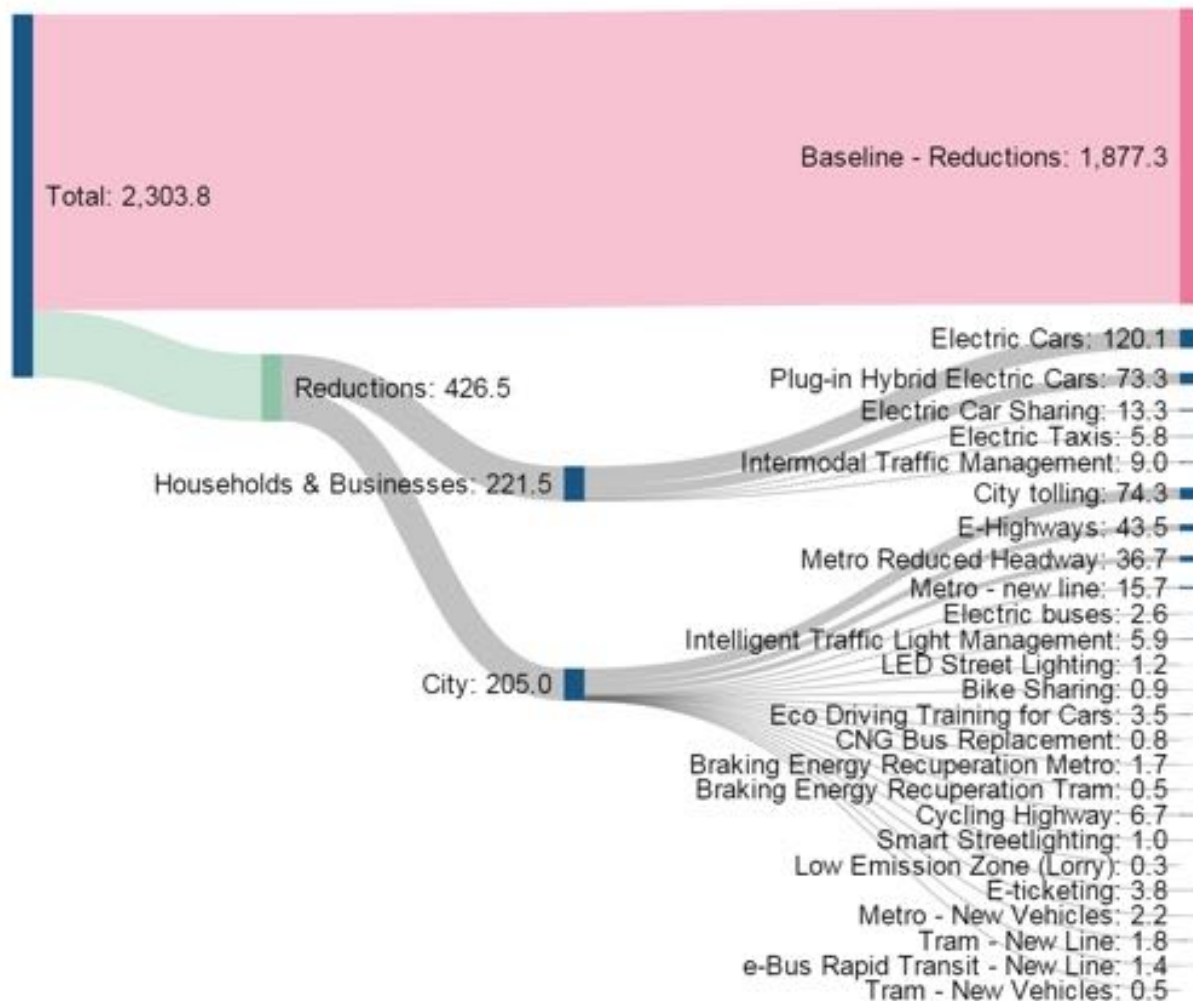 Baseline - Reductions: 1,877.3
Total: 2,303.8
Electric Cars: 120.1
Plug-in Hybrid Electric Cars: 73.3
Reductions: 426.5
Electric Car Sharing: 13.3
Electric Taxis: 5.8
Intermodal Traffic Management: 9.0
Households & Businesses: 221.5
City tolling: 74.3
E-Highways: 43.5
Metro Reduced Headway: 36.7
Metro - new line: 15.7
Electric buses: 2.6
Intelligent Traffic Light Management: 5.9
LED Street Lighting: 1.2
City: 205.0
Bike Sharing: 0.9
Eco Driving Training for Cars: 3.5
CNG Bus Replacement: 0.8
Braking Energy Recuperation Metro: 1.7
Braking Energy Recuperation Tram: 0.5
Cycling Highway: 6.7
Smart Streetlighting: 1.0
Low Emission Zone (Lorry): 0.3
E-ticketing: 3.8
Metro - New Vehicles: 2.2
Tram - New Line: 1.8
e-Bus Rapid Transit - New Line: 1.4
Tram - New Vehicles: 0.5